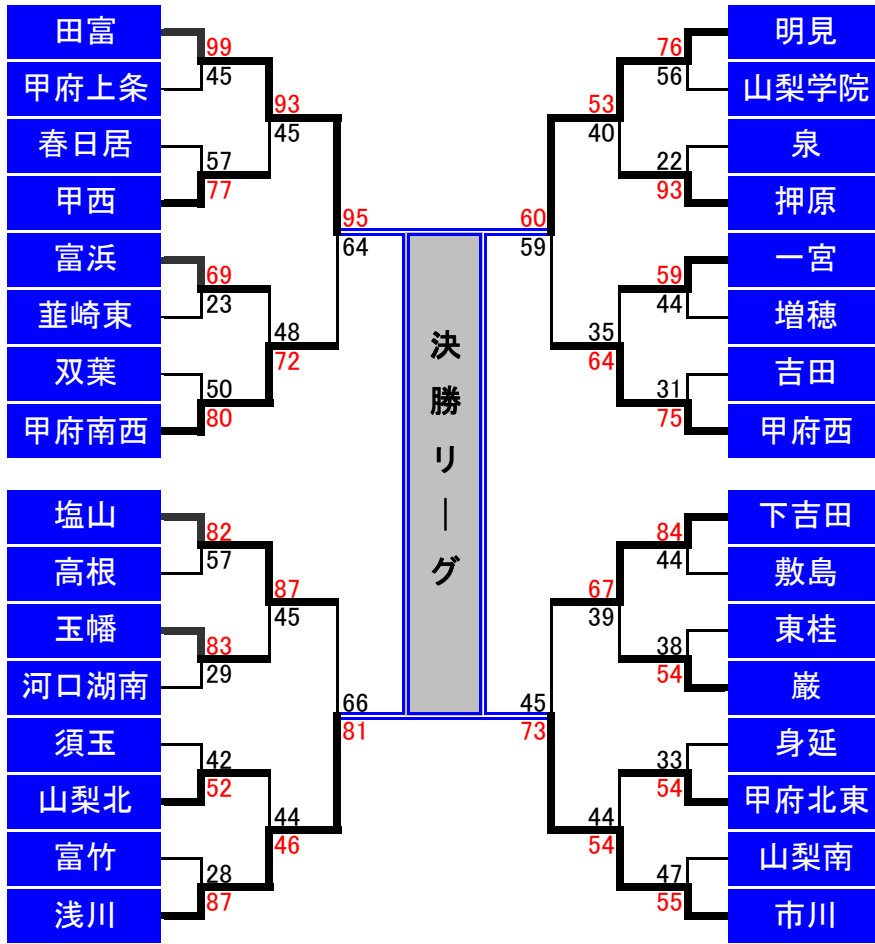 田富
99
45
甲府上条
93
45
春日居
57
77
甲西
95
64
富浜
69
23
韮崎東
48
72
双葉
50
80
甲府南西
塩山
82
57
高根
87
45
玉幡
83
29
河口湖南
66
81
須玉
42
52
山梨北
44
46
富竹
28
87
浅川
決勝リーグ
明見
76
56
山梨学院
53
40
泉
22
93
押原
60
59
一宮
59
44
増穂
35
64
吉田
31
75
甲府西
下吉田
84
44
敷島
67
39
東桂
38
54
巌
45
73
身延
33
54
甲府北東
44
54
山梨南
47
55
市川